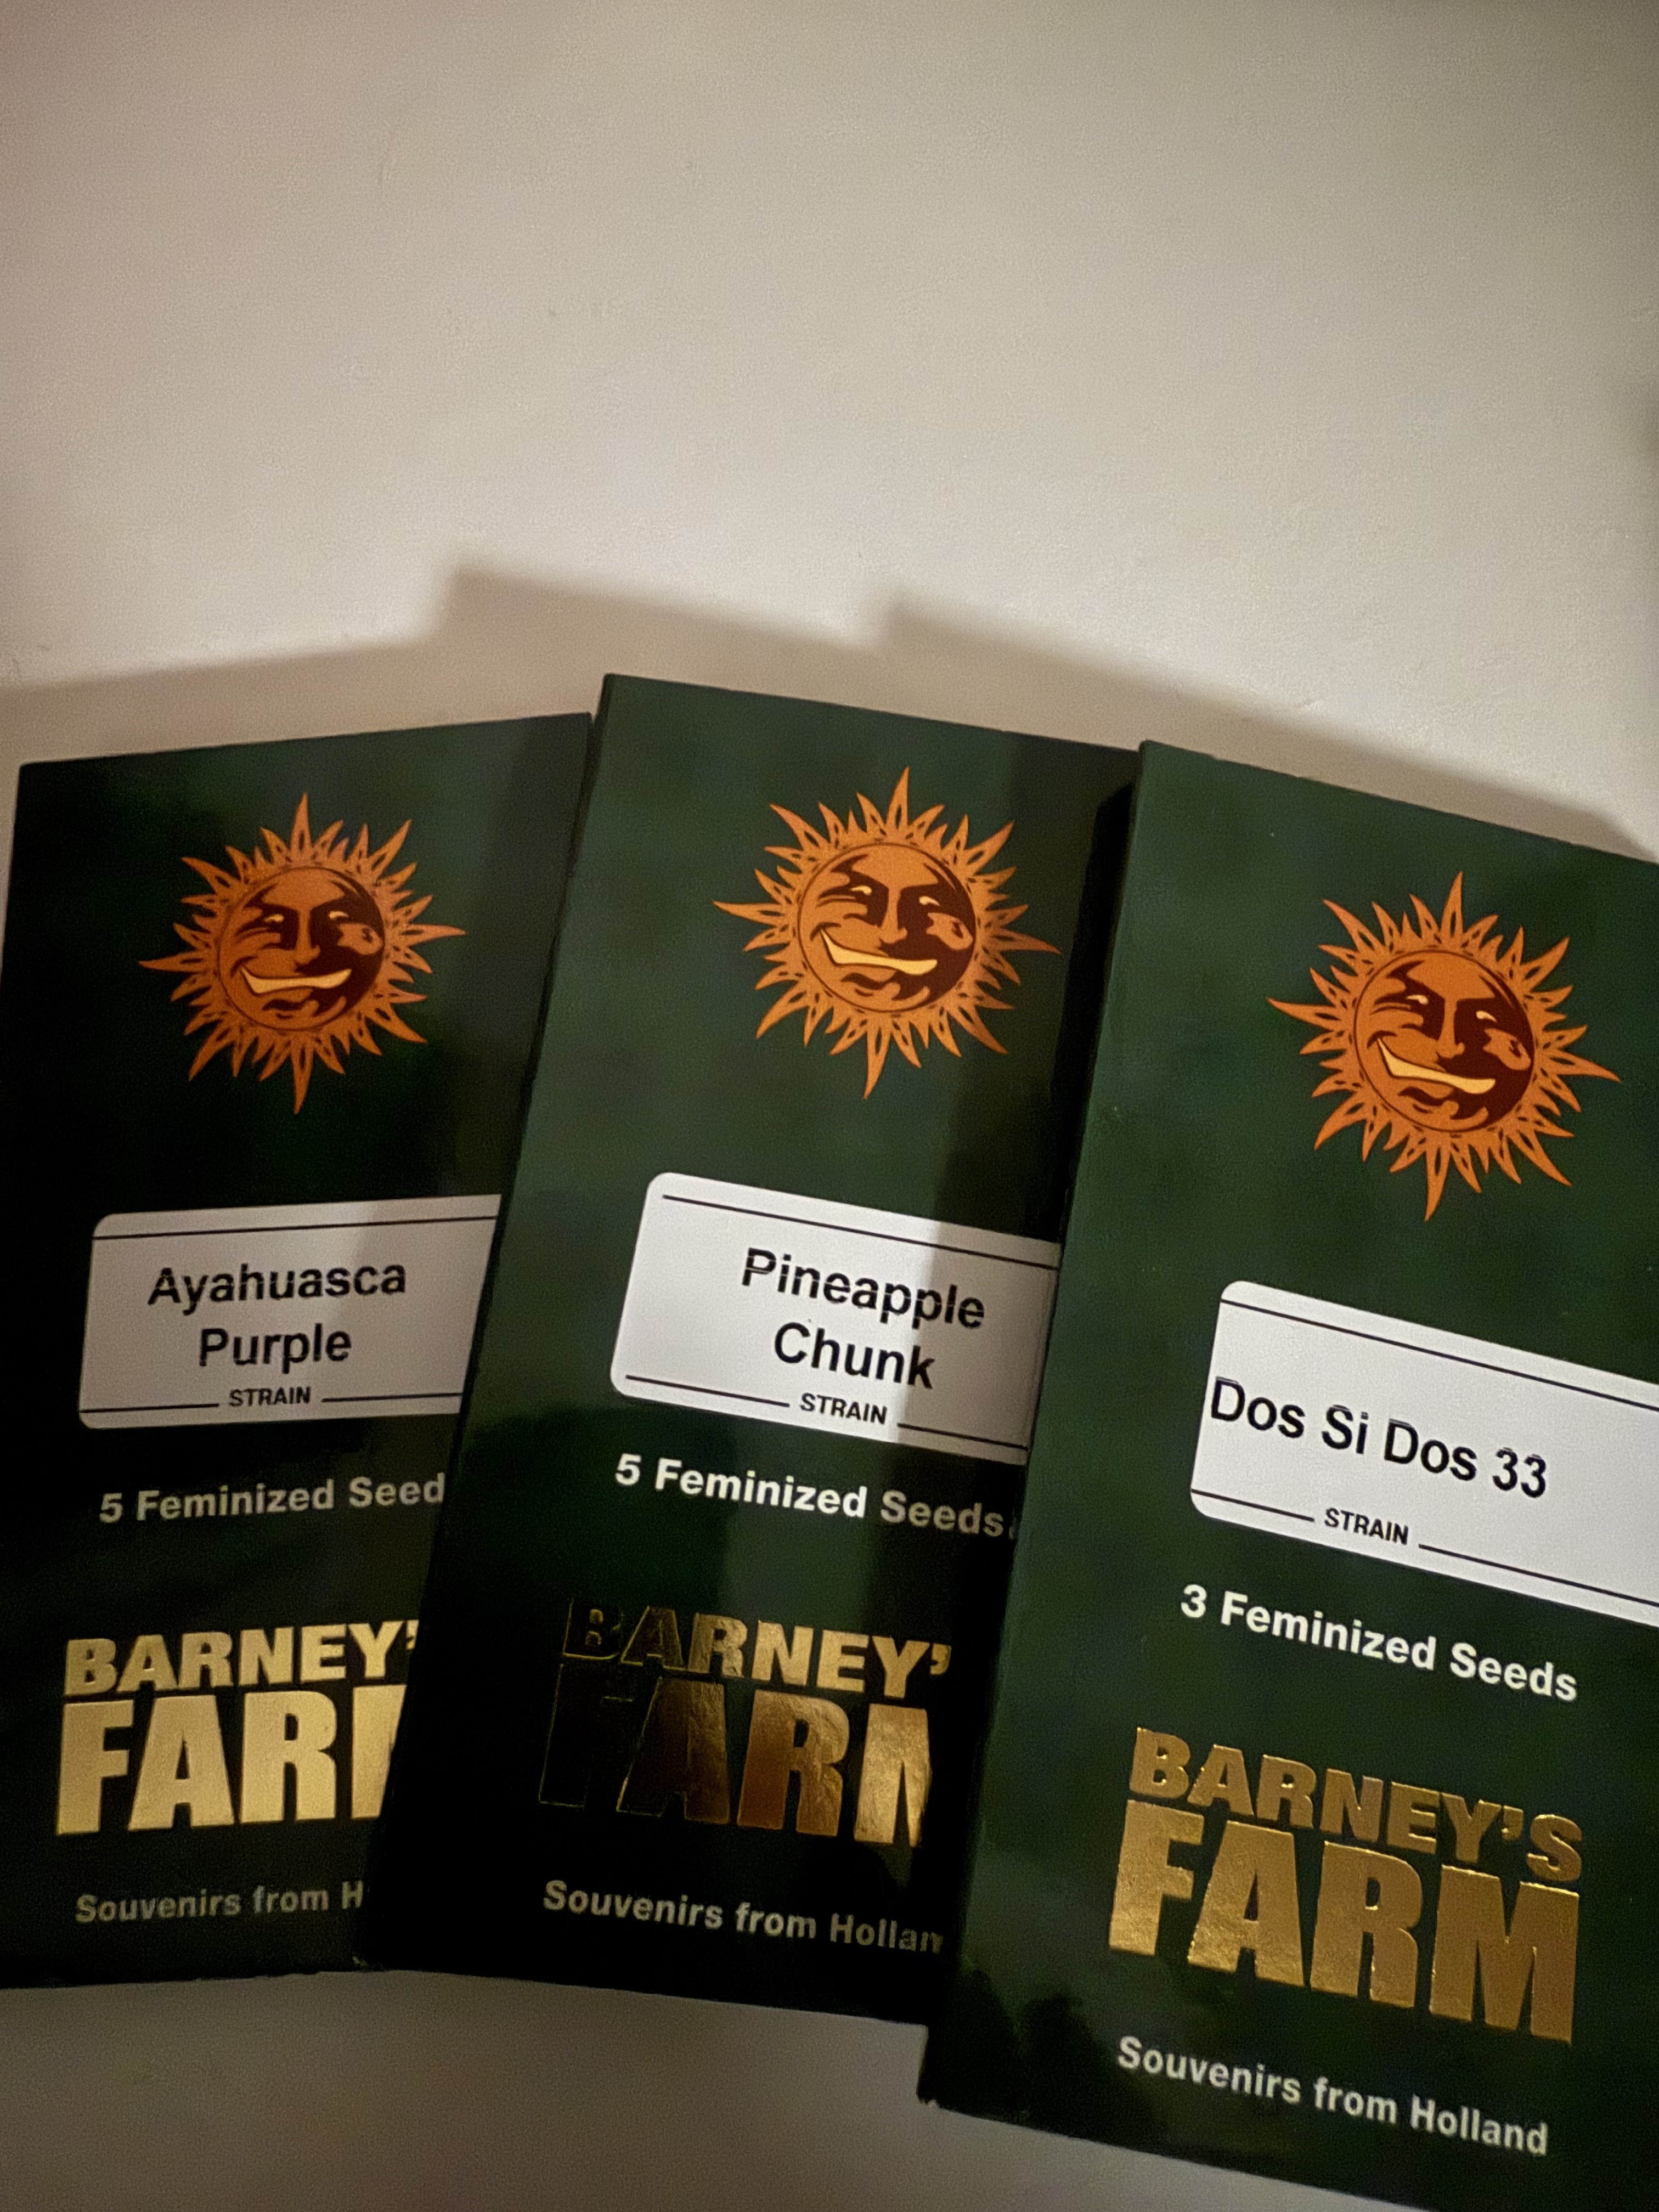 Ayahuasca
Purple
STRAIN
5 Feminized Seed
BARNEY'
FAR
Souvenirs from H
Pineapple
Chunk
STRAIN
5 Feminized Seeds
BARNEY'
FARM
Souvenirs from Hollan
Dos Si Dos 33
STRAIN
3 Feminized Seeds
BARNEY'S
FARM
Souvenirs from Holland